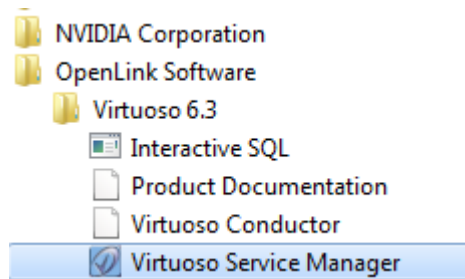 NVIDIA Corporation
OpenLink Software
Virtuoso 6.3
Interactive SQL
Product Documentation
Virtuoso Conductor
Virtuoso Service Manager